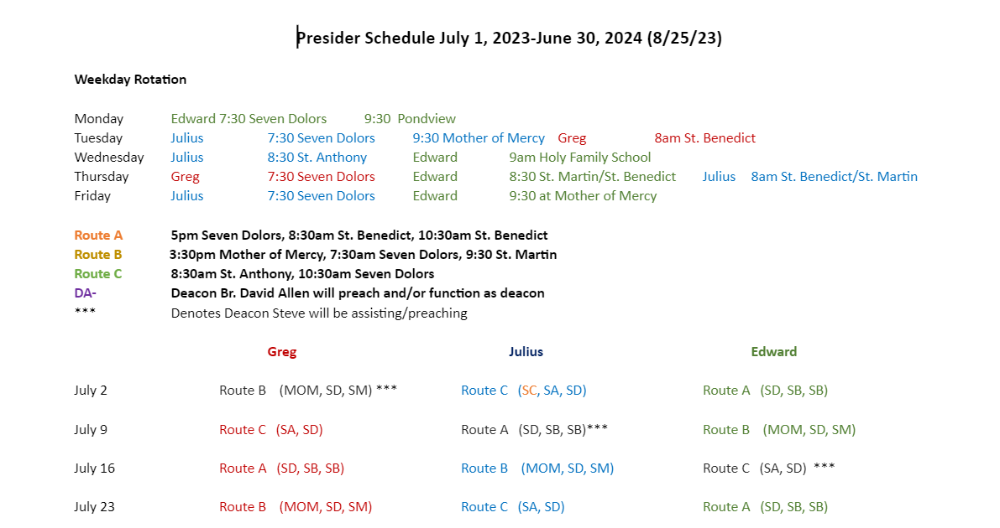 Presider Schedule July 1, 2023-June 30, 2024 (8/25/23)
Weekday Rotation
Monday Edward 7:30 Seven Dolors 9:30 Pondview
Tuesday Julius 7:30 Seven Dolors 9:30 Mother of Mercy Greg 8am St. Benedict
Wednesday Julius 8:30 St. Anthony Edward 9am Holy Family School
Thursday Greg 7:30 Seven Dolors Edward 8:30 St. Martin/St. Benedict Julius 8am St. Benedict/St. Martin
Friday Julius 7:30 Seven Dolors Edward 9:30 at Mother of Mercy
Route A 5pm Seven Dolors, 8:30am St. Benedict, 10:30am St. Benedict
Route B 3:30pm Mother of Mercy, 7:30am Seven Dolors, 9:30 St. Martin
Route C 8:30am St. Anthony, 10:30am Seven Dolors
DA- Deacon Br. David Allen will preach and/or function as deacon
*** Denotes Deacon Steve will be assisting/preaching
Greg Julius Edward
July 2 Route B (MOM, SD, SM) *** Route C (SC, SA, SD) Route A (SD, SB, SB)
July 9 Route C (SA, SD) Route A (SD, SB, SB)*** Route B (MOM, SD, SM)
July 16 Route A (SD, SB, SB) Route B (MOM, SD, SM) Route C (SA, SD) ***
July 23 Route B (MOM, SD, SM) Route C (SA, SD) Route A (SD, SB, SB)